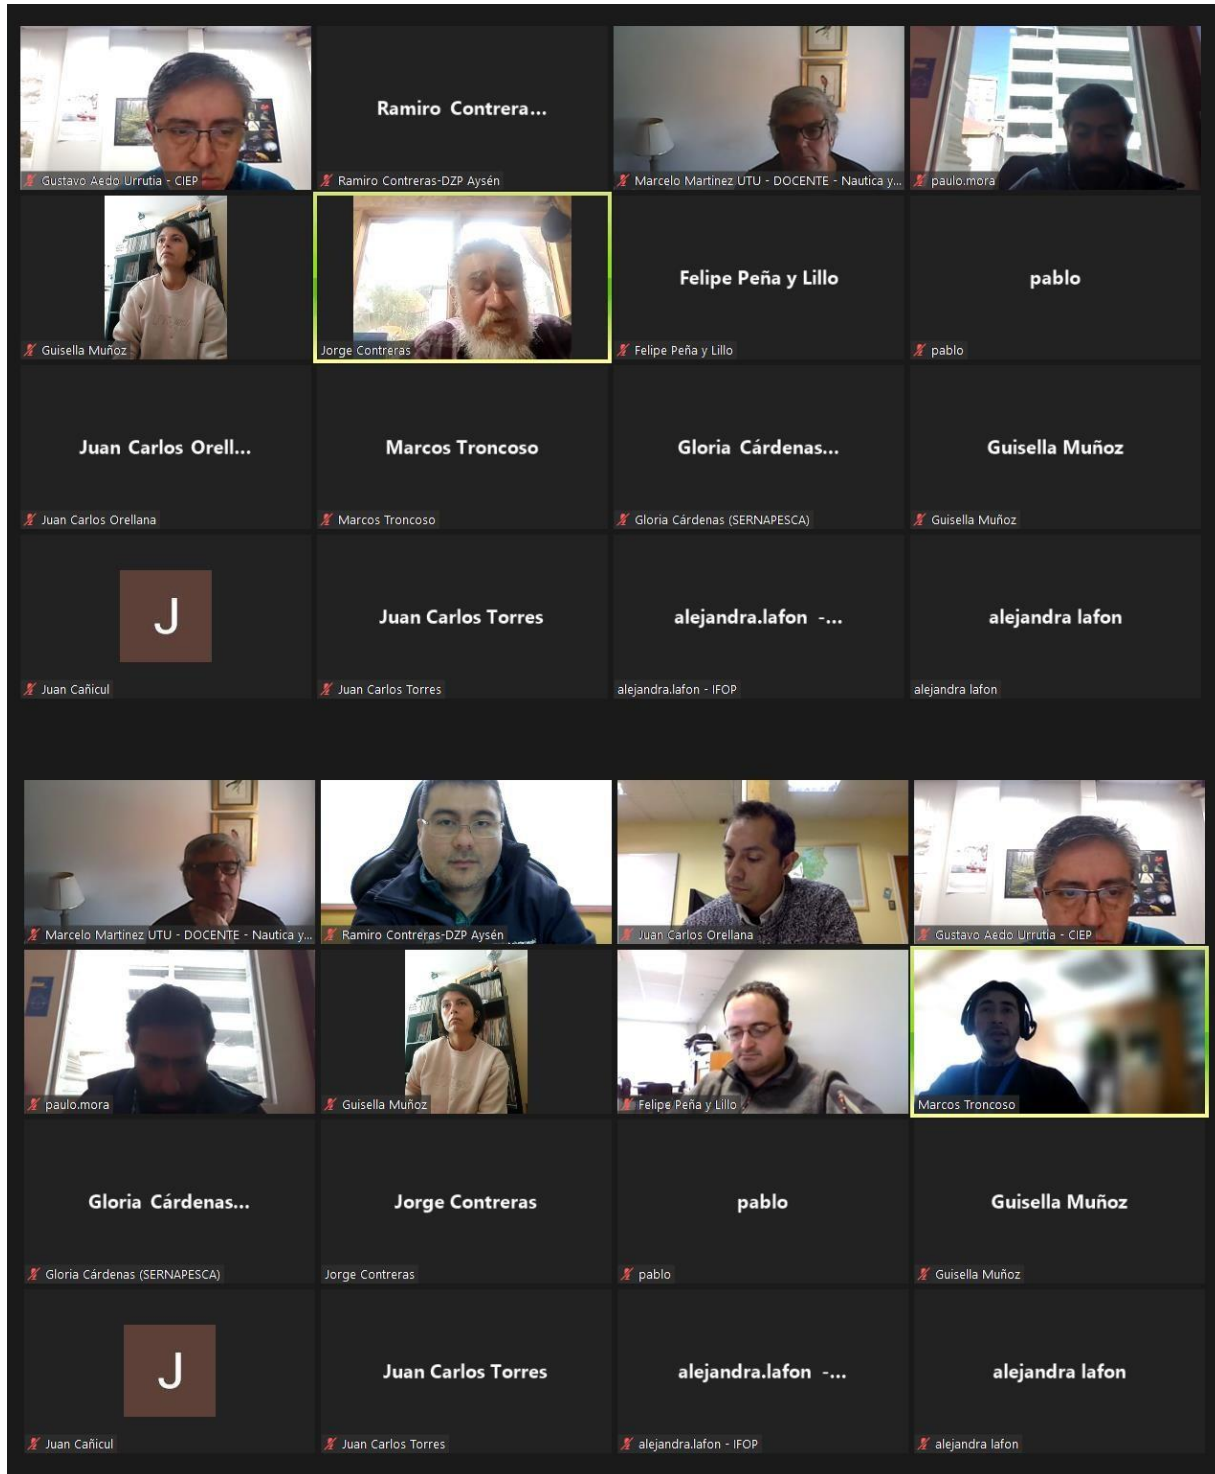 Gustavo Aedo Urrutia - CIEP
Ramiro Contrera...
Ramiro Contreras-DZP Aysén
Marcelo Martinez UTU - DOCENTE - Nautica y...
paulo.mora
Guisella Muñoz
Jorge Contreras
Felipe Peña y Lillo
Felipe Peña y Lillo
pablo
pablo
Juan Carlos Orell...
Juan Carlos Orellana
Marcos Troncoso
Marcos Troncoso
Gloria Cárdenas...
Gloria Cárdenas (SERNAPESCA)
Guisella Muñoz
Guisella Muñoz
J
Juan Cañicul
Juan Carlos Torres
Juan Carlos Torres
alejandra.lafon -...
alejandra.lafon - IFOP
alejandra lafon
alejandra lafon
Marcelo Martinez UTU - DOCENTE - Nautica y...
Ramiro Contreras-DZP Aysén
Juan Carlos Orellana
Gustavo Aedo Urrutia - CIEP
paulo.mora
Guisella Muñoz
Felipe Peña y Lillo
Marcos Troncoso
Gloria Cárdenas...
Gloria Cárdenas (SERNAPESCA)
Jorge Contreras
Jorge Contreras
pablo
pablo
Guisella Muñoz
Guisella Muñoz
J
Juan Cañicul
Juan Carlos Torres
Juan Carlos Torres
alejandra.lafon -...
alejandra.lafon - IFOP
alejandra lafon
alejandra lafon